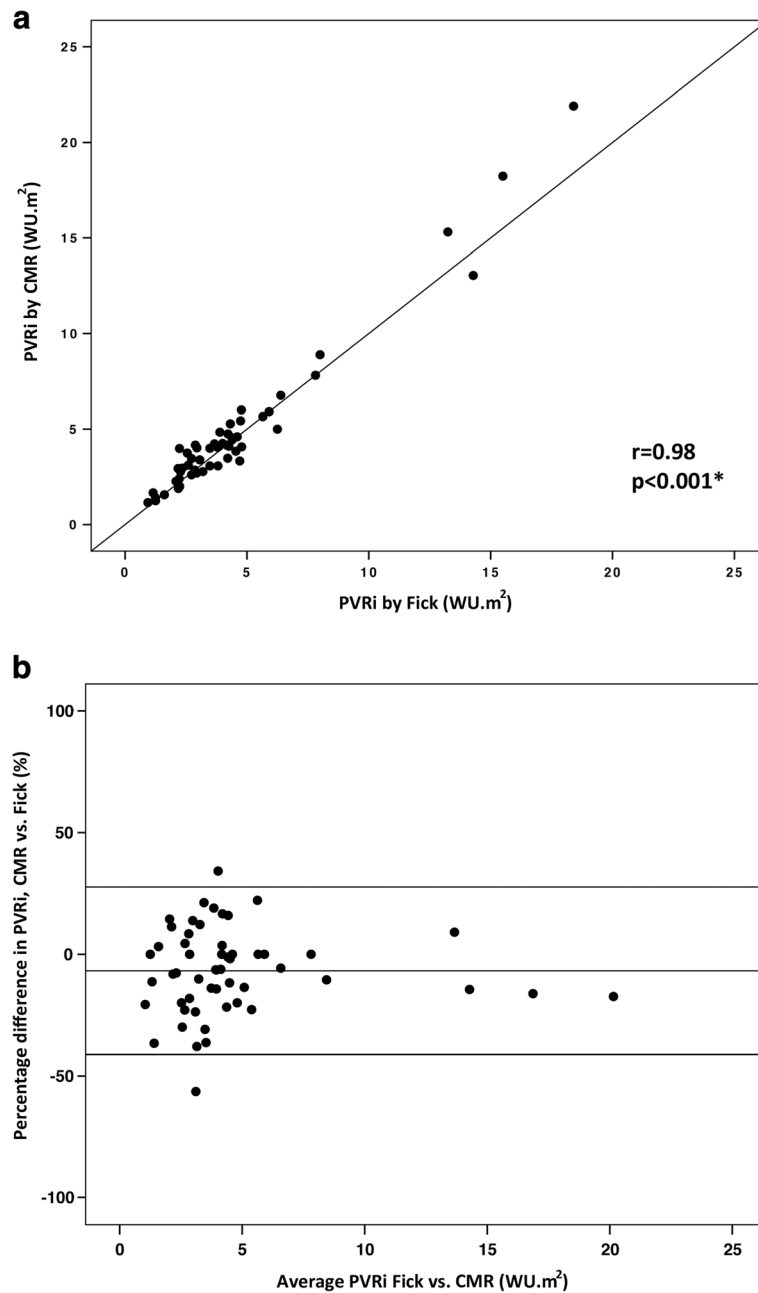 a
25
20
15
10
5
0
PVRi by CMR (WU.m²)
r=0.98
p<0.001*
0 5 10 15 20 25
PVRi by Fick (WU.m²)
b
100
50
0
-50
-100
Percentage difference in PVRi, CMR vs. Fick (%)
0 5 10 15 20
Average PVRi Fick vs. CMR (WU.m²)